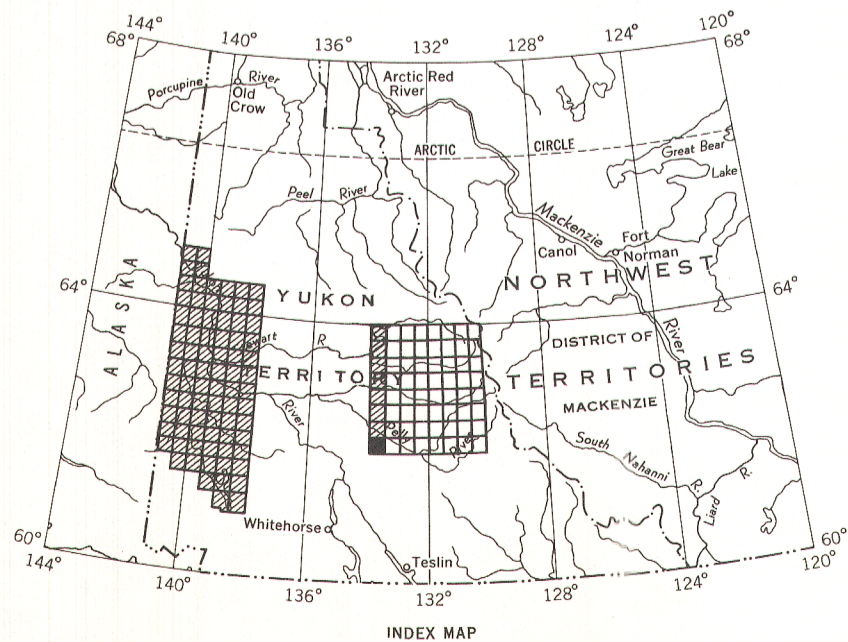 144° 140° 136° 132° 128° 124° 120°
68° 68°
Porcupine River
Old
Crow
Arctic Red
River
ARCTIC CIRCLE
Great Bear
Lake
Peel River
Mackenzie
Canol
Fort
Norman
64° YUKON NORTHWEST 64°
ALASKA
R.
DISTRICT OF
River
ERRITORY TERRITORIES
MACKENZIE
River
Pelly
River
South
Nahanni
R.
R.
Liard
Whitehorse
Teslin
60° 60°
144° 140° 136° 132° 128° 124° 120°
INDEX MAP